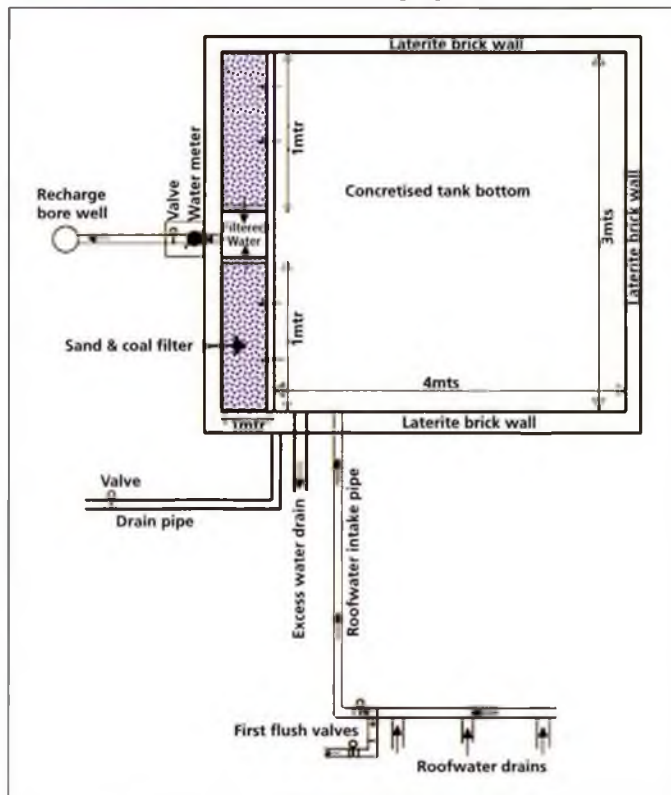 Laterite brick wall
1mtr
Valve
Water meter
Recharge
bore well
Concretised tank bottom
3mts
Laterite brick wall
Filtered
Water
1mtr
Sand & coal filter
4mts
1mtr
Laterite brick wall
Valve
Drain pipe
Excess water drain
Roofwater intake pipe
First flush valves
Roofwater drains